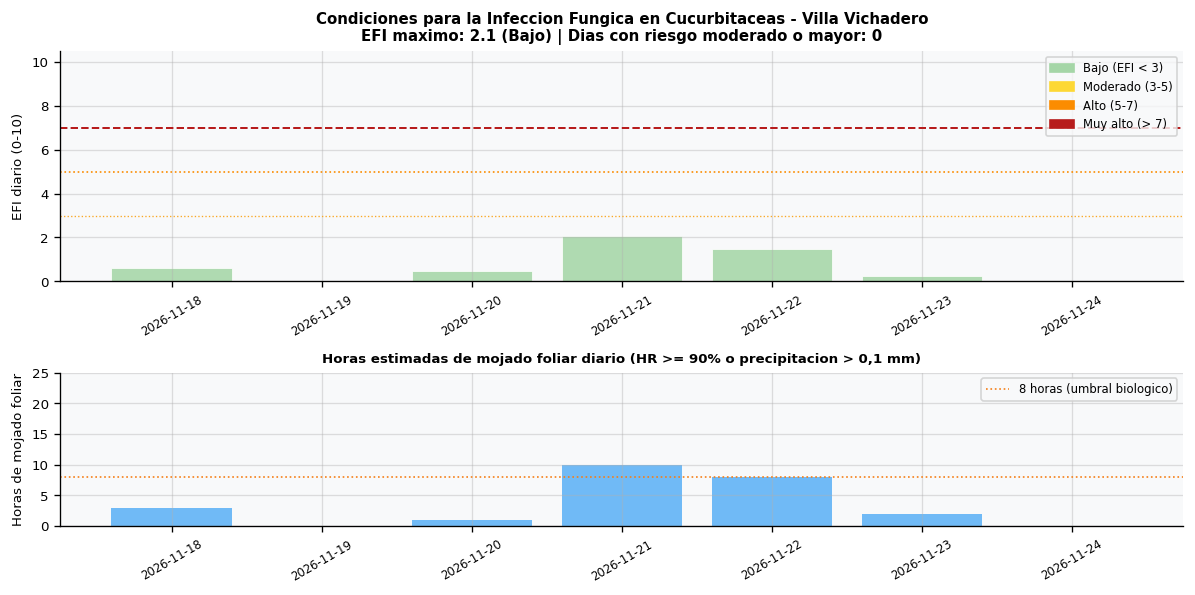 Condiciones para la Infeccion Fungica en Cucurbitaceas - Villa Vichadero
EFI maximo: 2.1 (Bajo) | Dias con riesgo moderado o mayor: 0
EFI diario (0-10)
10
8
6
4
2
0
Bajo (EFI < 3)
Moderado (3-5)
Alto (5-7)
Muy alto (> 7)
2026-11-18
2026-11-19
2026-11-20
2026-11-21
2026-11-22
2026-11-23
2026-11-24
Horas estimadas de mojado foliar diario (HR >= 90% o precipitacion > 0,1 mm)
Horas de mojado foliar
25
20
15
10
5
0
8 horas (umbral biologico)
2026-11-18
2026-11-19
2026-11-20
2026-11-21
2026-11-22
2026-11-23
2026-11-24